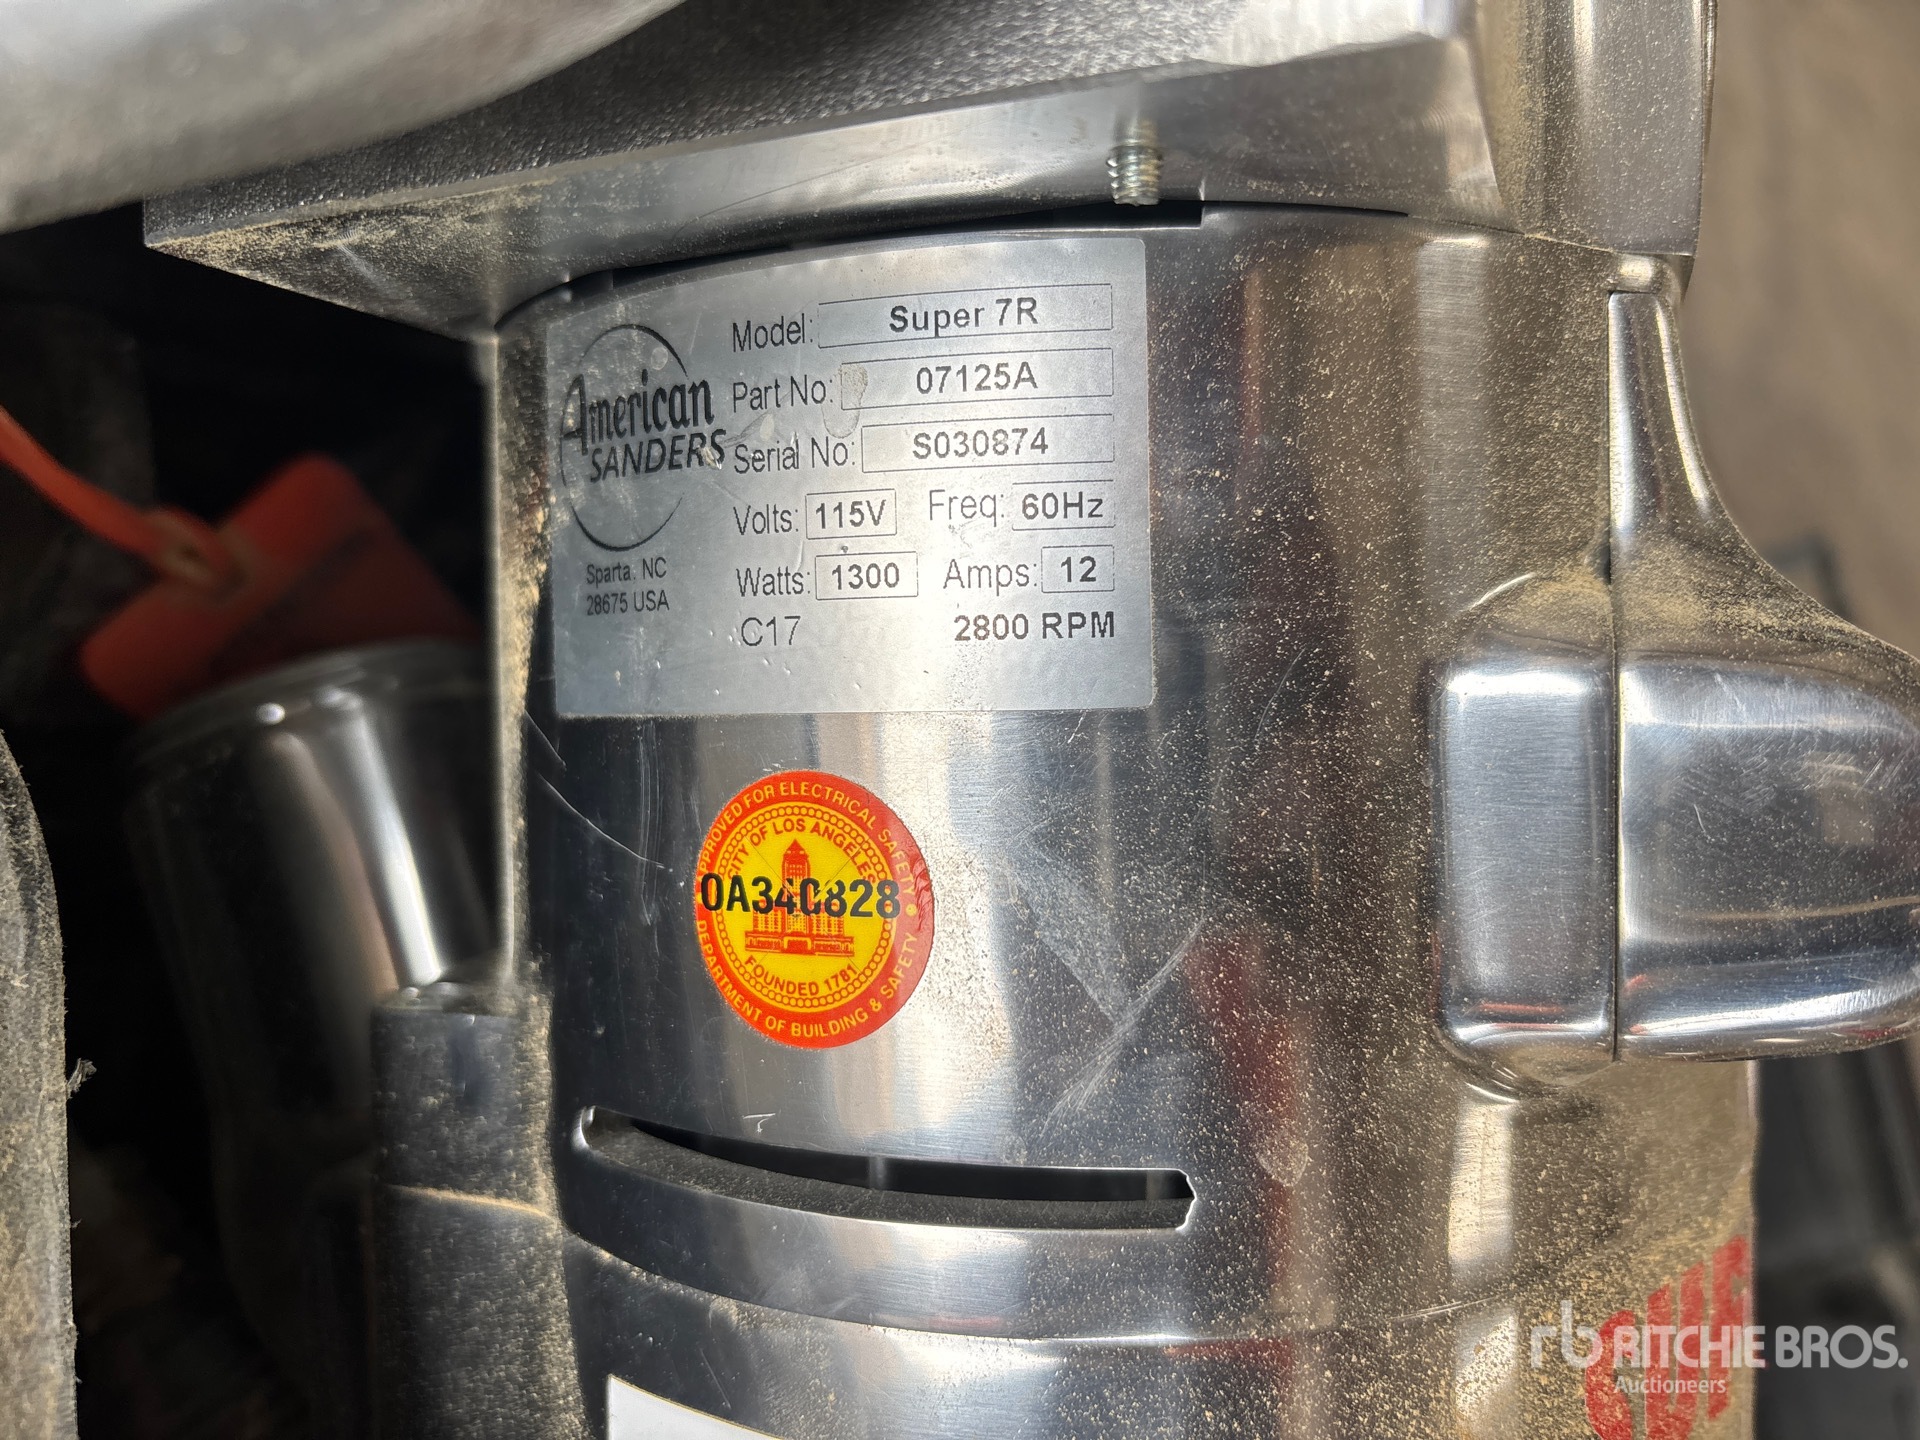 American
SANDERS
Sparta, NC
28675 USA
Model: Super 7R
Part No: 07125A
Serial No: S030874
Volts: 115V Freq: 60Hz
Watts: 1300 Amps: 12
C17 2800 RPM
APPROVED FOR ELECTRICAL SAFETY
CITY OF LOS ANGELES
OA340828
FOUNDED 1781
DEPARTMENT OF BUILDING & SAFETY
rb RITCHIE BROS.
Auctioneers